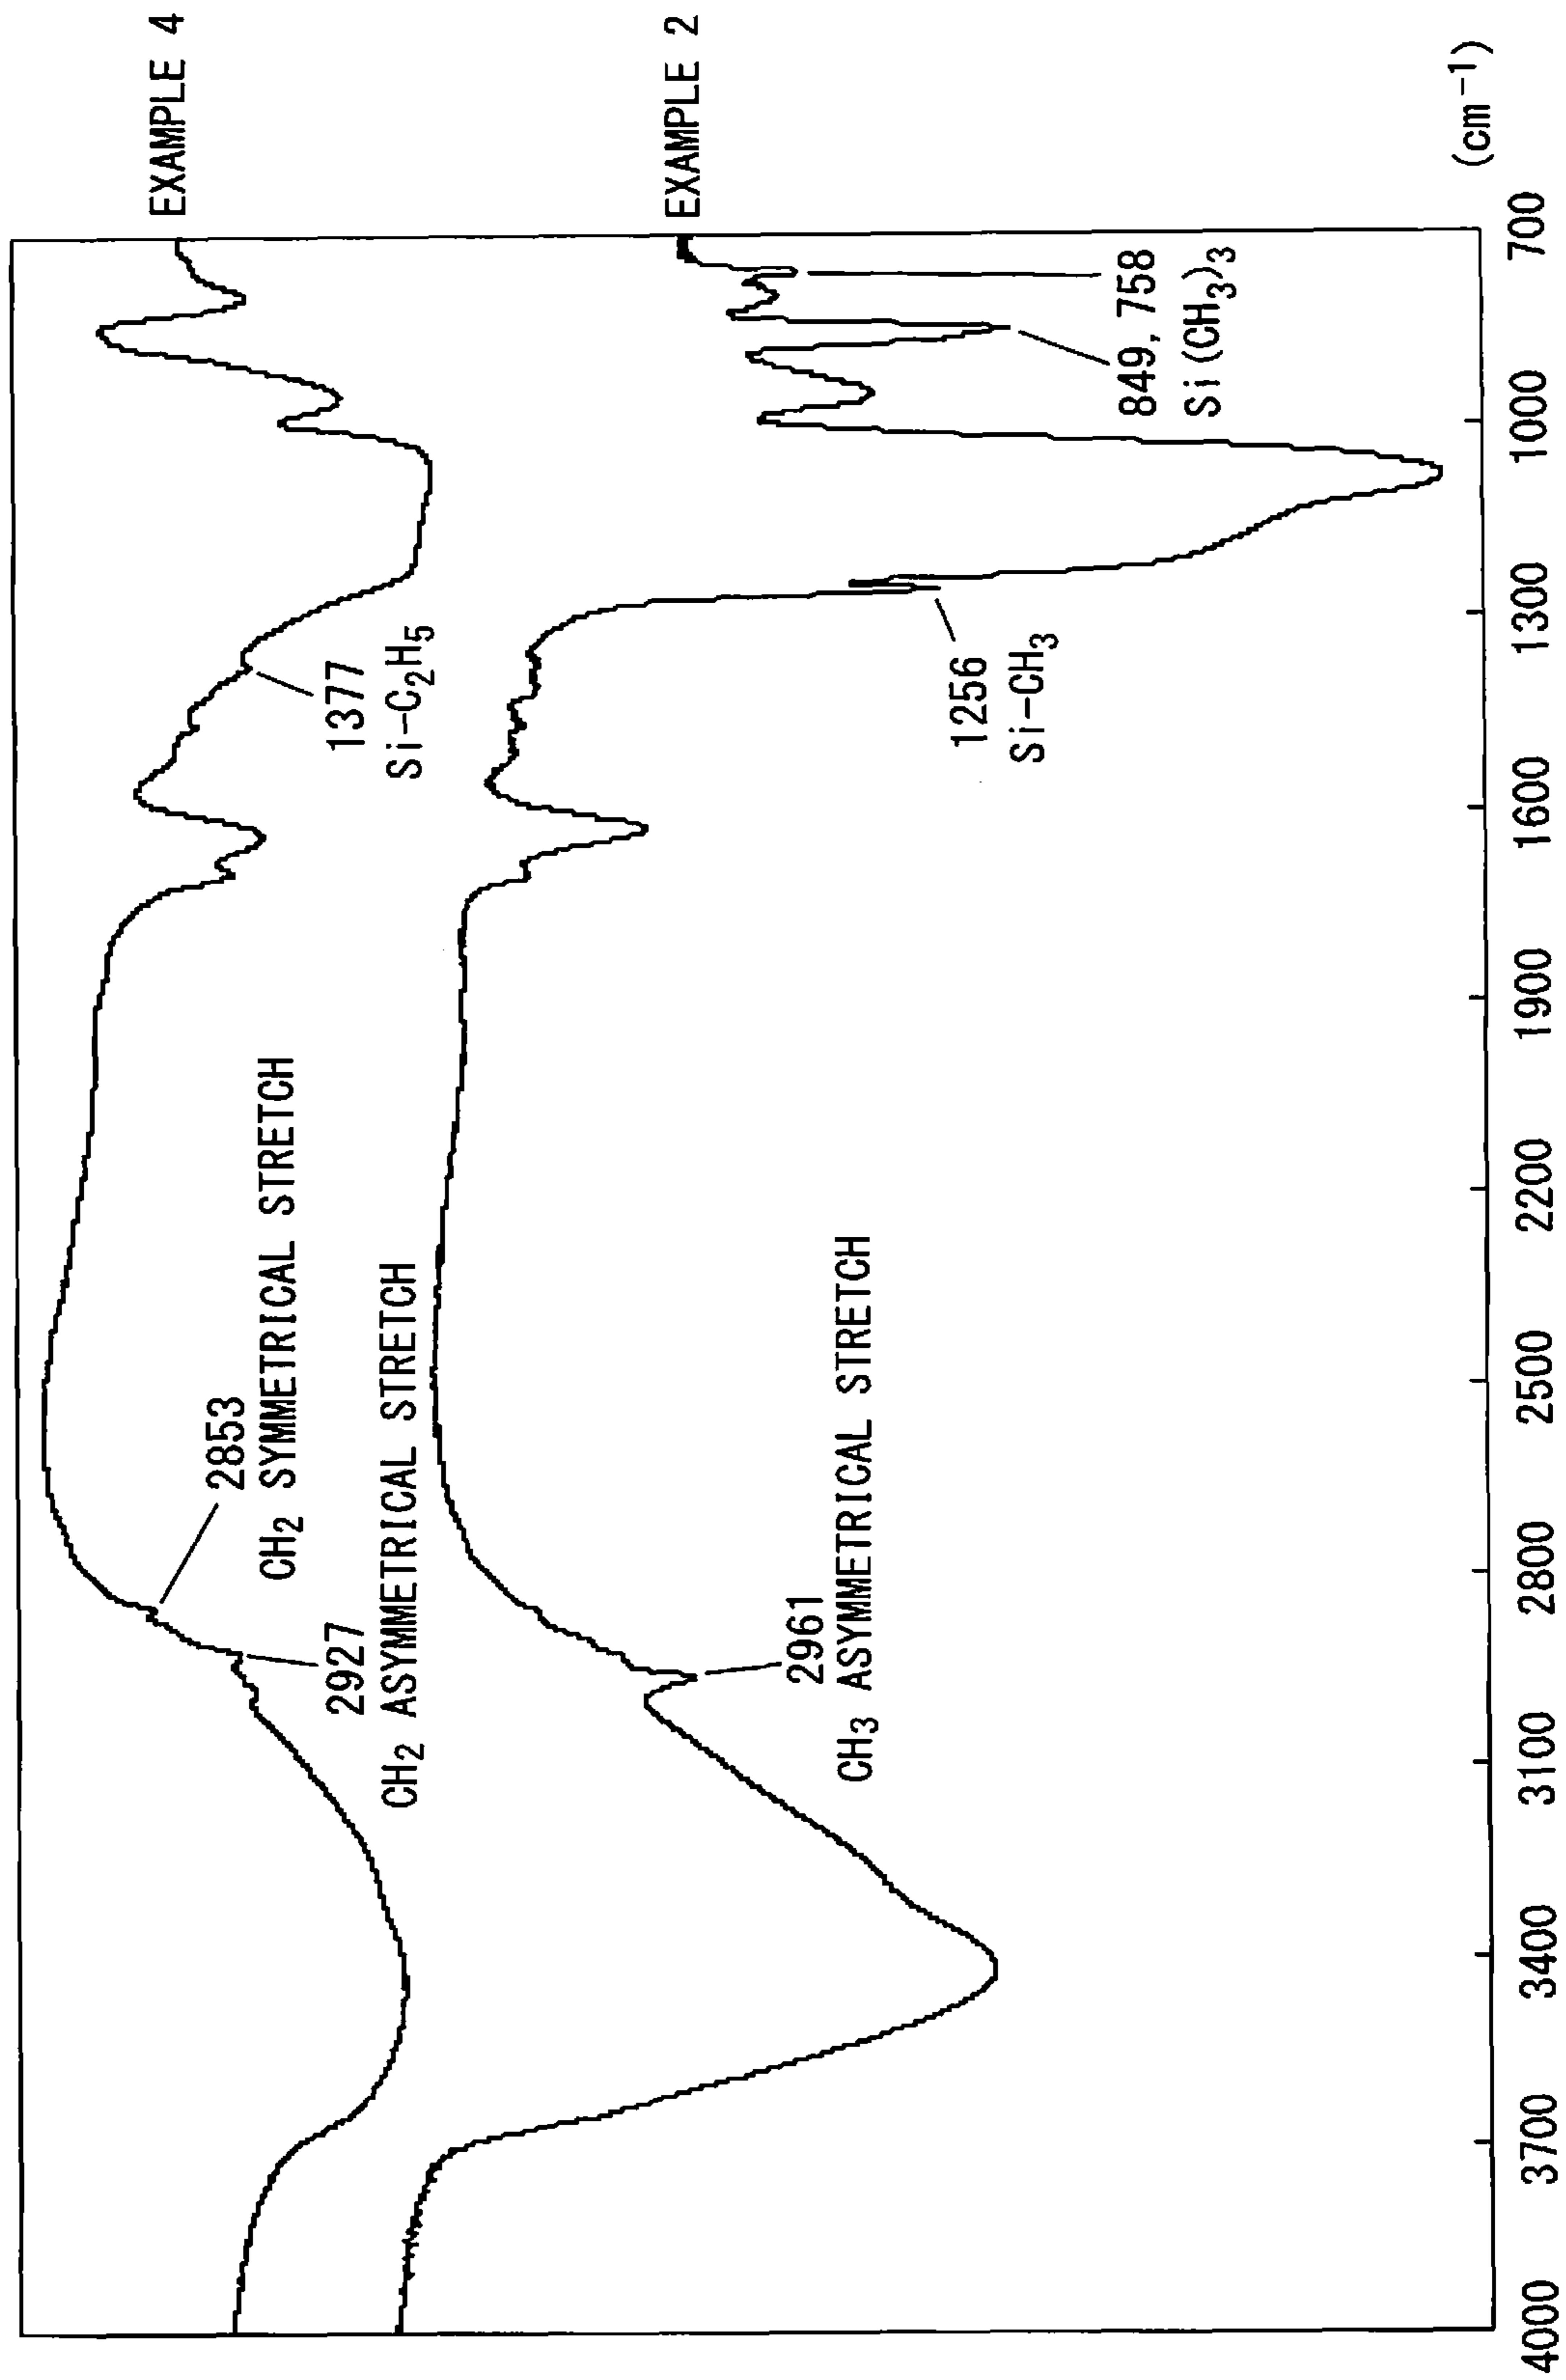 EXAMPLE 4
EXAMPLE 2
2853
CH2 SYMMETRICAL STRETCH
2927
CH2 ASYMMETRICAL STRETCH
1377
Si-C2H5
2961
CH3 ASYMMETRICAL STRETCH
1256
Si-CH3
849, 758
Si(CH3)3
4000 3700 3400 3100 2800 2500 2200 1900 1600 1300 1000 700
(cm-1)